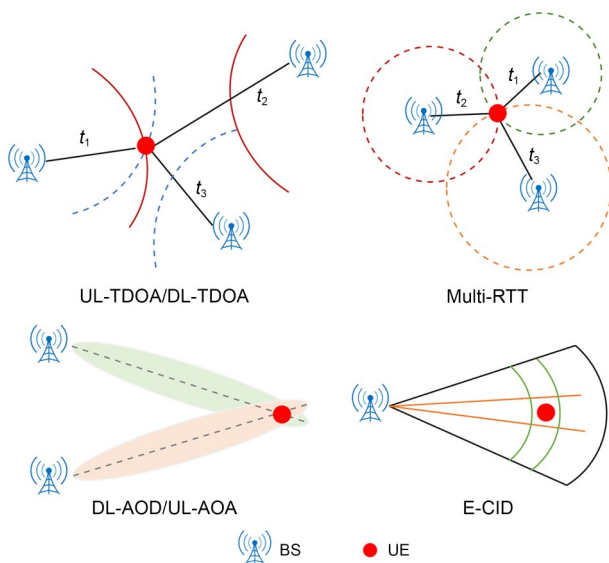 t₁
t₂
t₃
UL-TDOA/DL-TDOA
t₁
t₂
t₃
Multi-RTT
DL-AOD/UL-AOA
E-CID
BS
UE